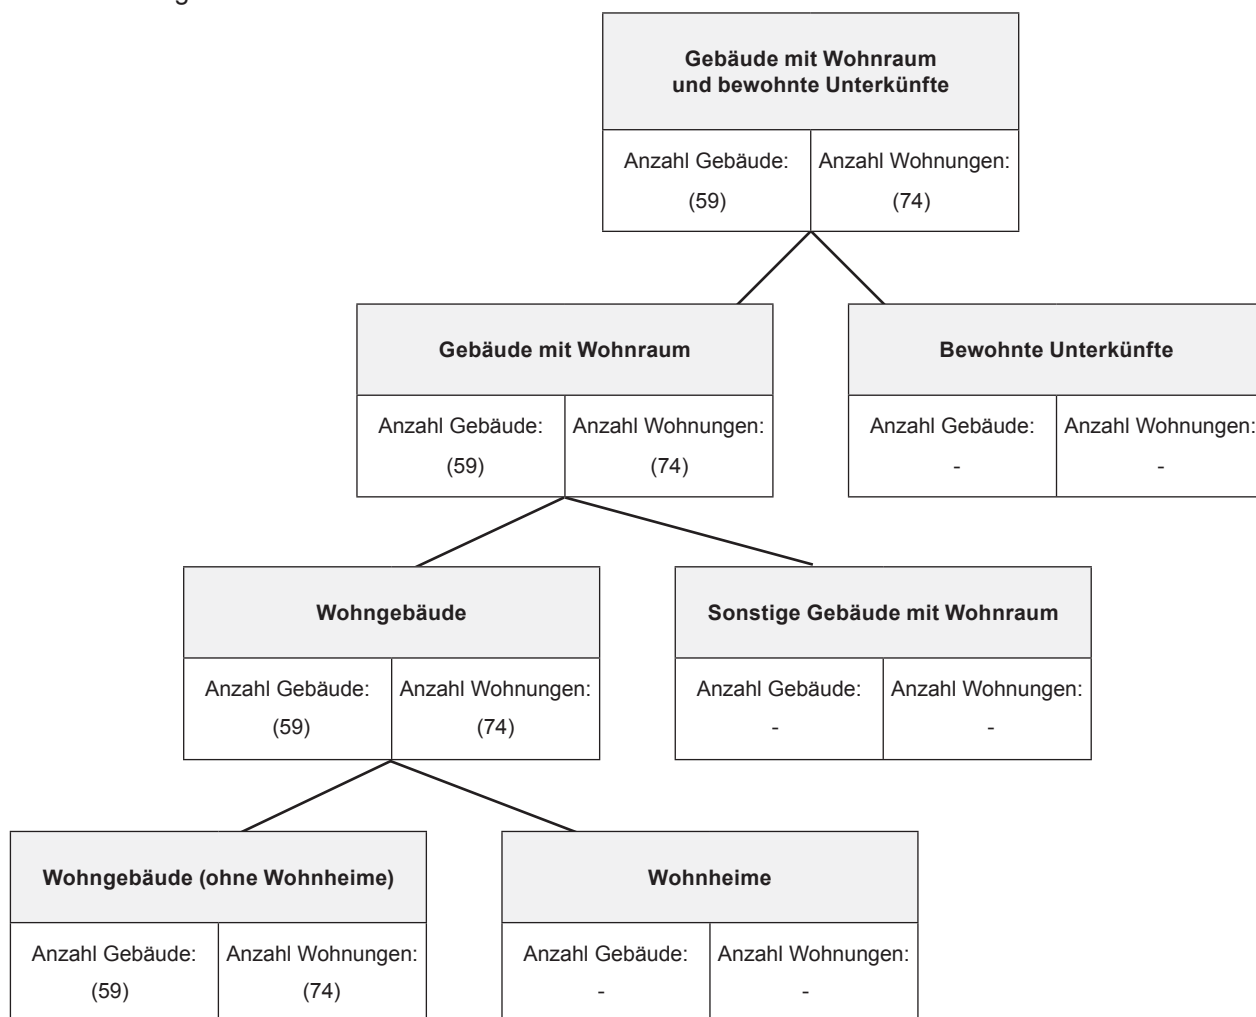 Gebäude mit Wohnraum
und bewohnte Unterkünfte
Anzahl Gebäude:
(59)
Anzahl Wohnungen:
(74)
Gebäude mit Wohnraum
Anzahl Gebäude:
(59)
Anzahl Wohnungen:
(74)
Bewohnte Unterkünfte
Anzahl Gebäude:
-
Anzahl Wohnungen:
-
Wohngebäude
Anzahl Gebäude:
(59)
Anzahl Wohnungen:
(74)
Sonstige Gebäude mit Wohnraum
Anzahl Gebäude:
-
Anzahl Wohnungen:
-
Wohngebäude (ohne Wohnheime)
Anzahl Gebäude:
(59)
Anzahl Wohnungen:
(74)
Wohnheime
Anzahl Gebäude:
-
Anzahl Wohnungen:
-